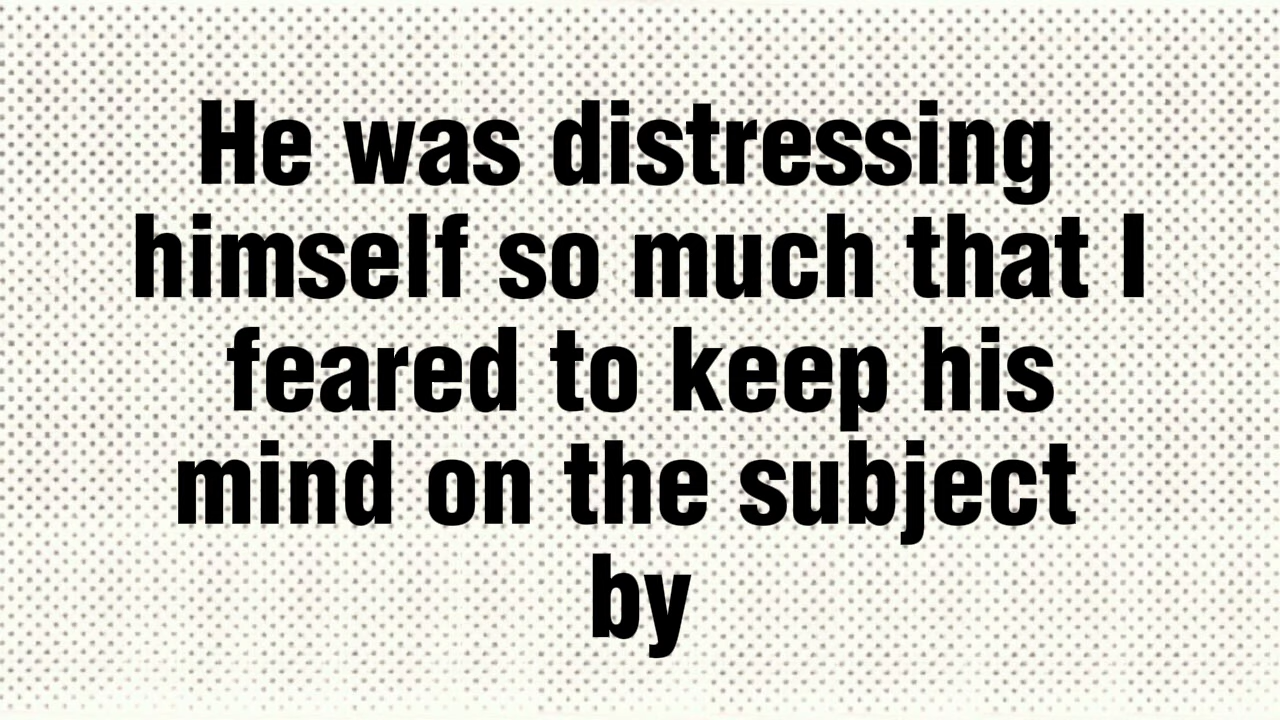 He was distressing
himself so much that I
feared to keep his
mind on the subject
by